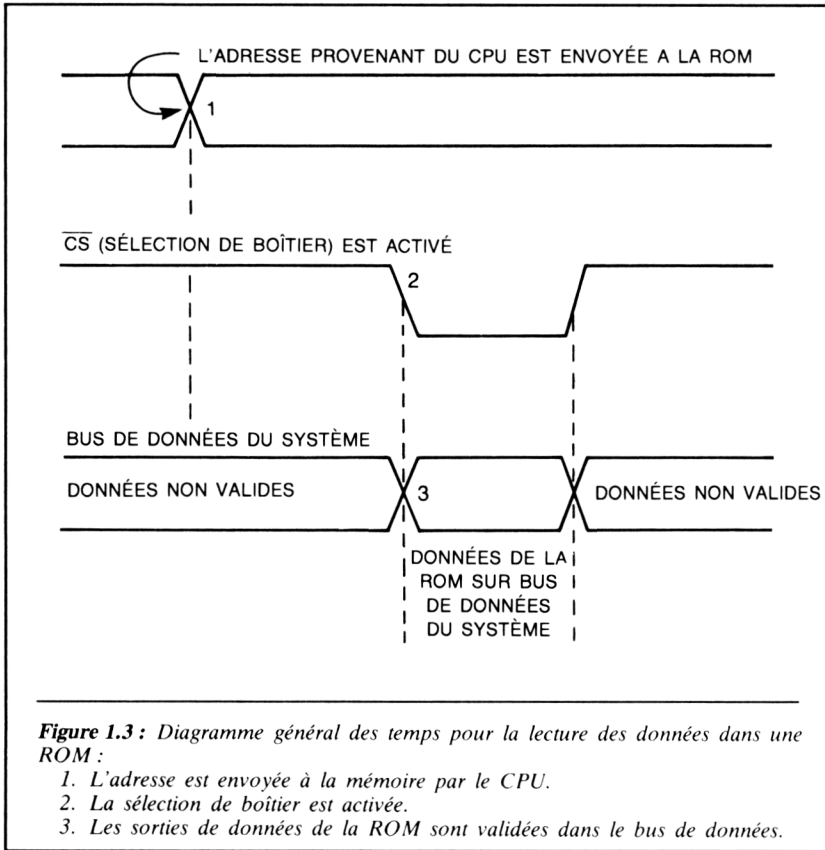 L'ADRESSE PROVENANT DU CPU EST ENVOYÉE A LA ROM
1
C̅S̅ (SÉLECTION DE BOÎTIER) EST ACTIVÉ
2
BUS DE DONNÉES DU SYSTÈME
DONNÉES NON VALIDES
3
DONNÉES NON VALIDES
DONNÉES DE LA
ROM SUR BUS
DE DONNÉES
DU SYSTÈME
Figure 1.3 : Diagramme général des temps pour la lecture des données dans une
ROM :
1. L'adresse est envoyée à la mémoire par le CPU.
2. La sélection de boîtier est activée.
3. Les sorties de données de la ROM sont validées dans le bus de données.